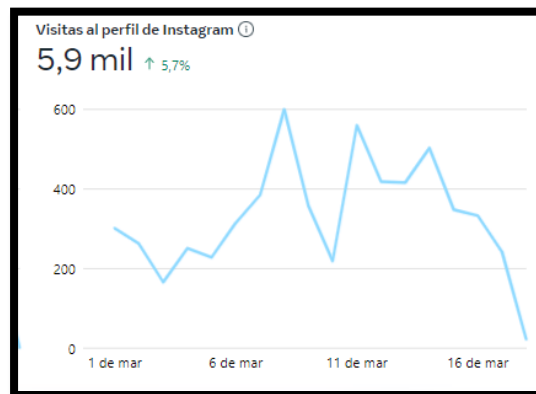 Visitas al perfil de Instagram
5,9 mil ↑ 5,7%
600
400
200
0
1 de mar 6 de mar 11 de mar 16 de mar